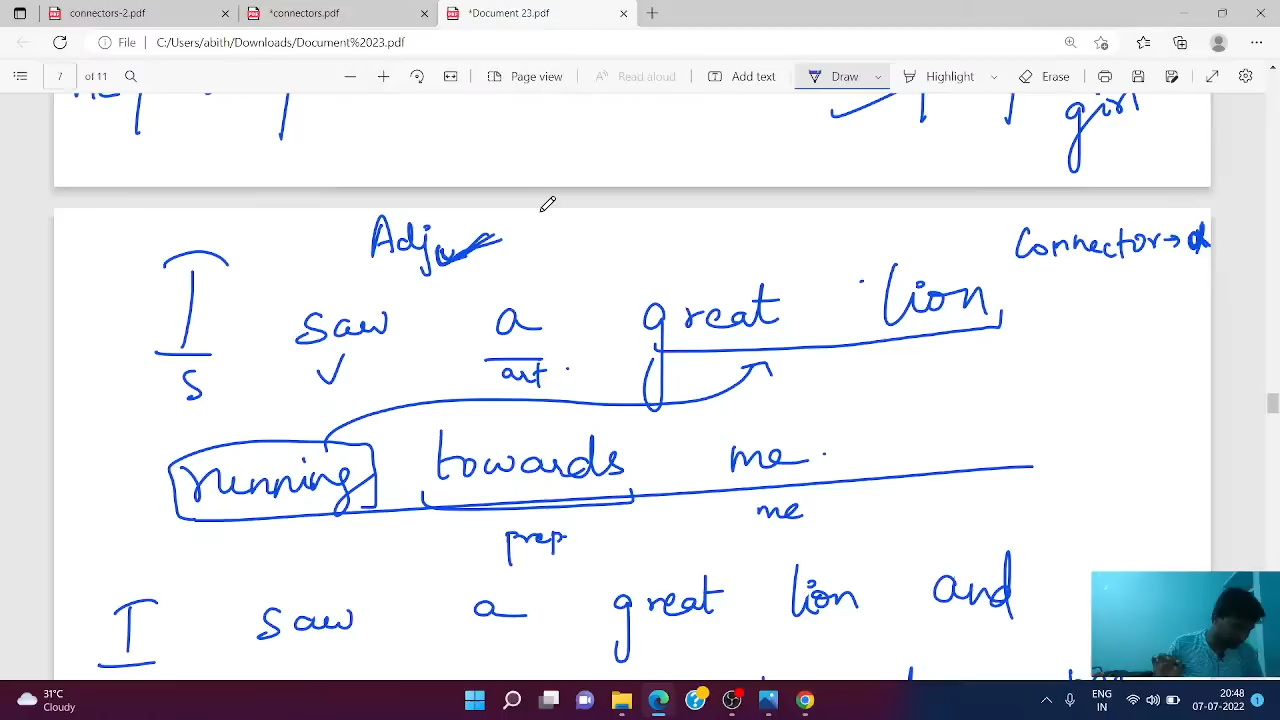 connectors-2.pdf *connectors.pdf *Document 23.pdf
File C:/Users/abith/Downloads/Document%2023.pdf
7 of 11 Page view Read aloud Add text Draw Highlight Erase
girl
Adj
Connector→
I saw a great lion
S art
running towards me.
prep me
I saw a great lion and
31°C
Cloudy
ENG
IN
20:48
07-07-2022
1